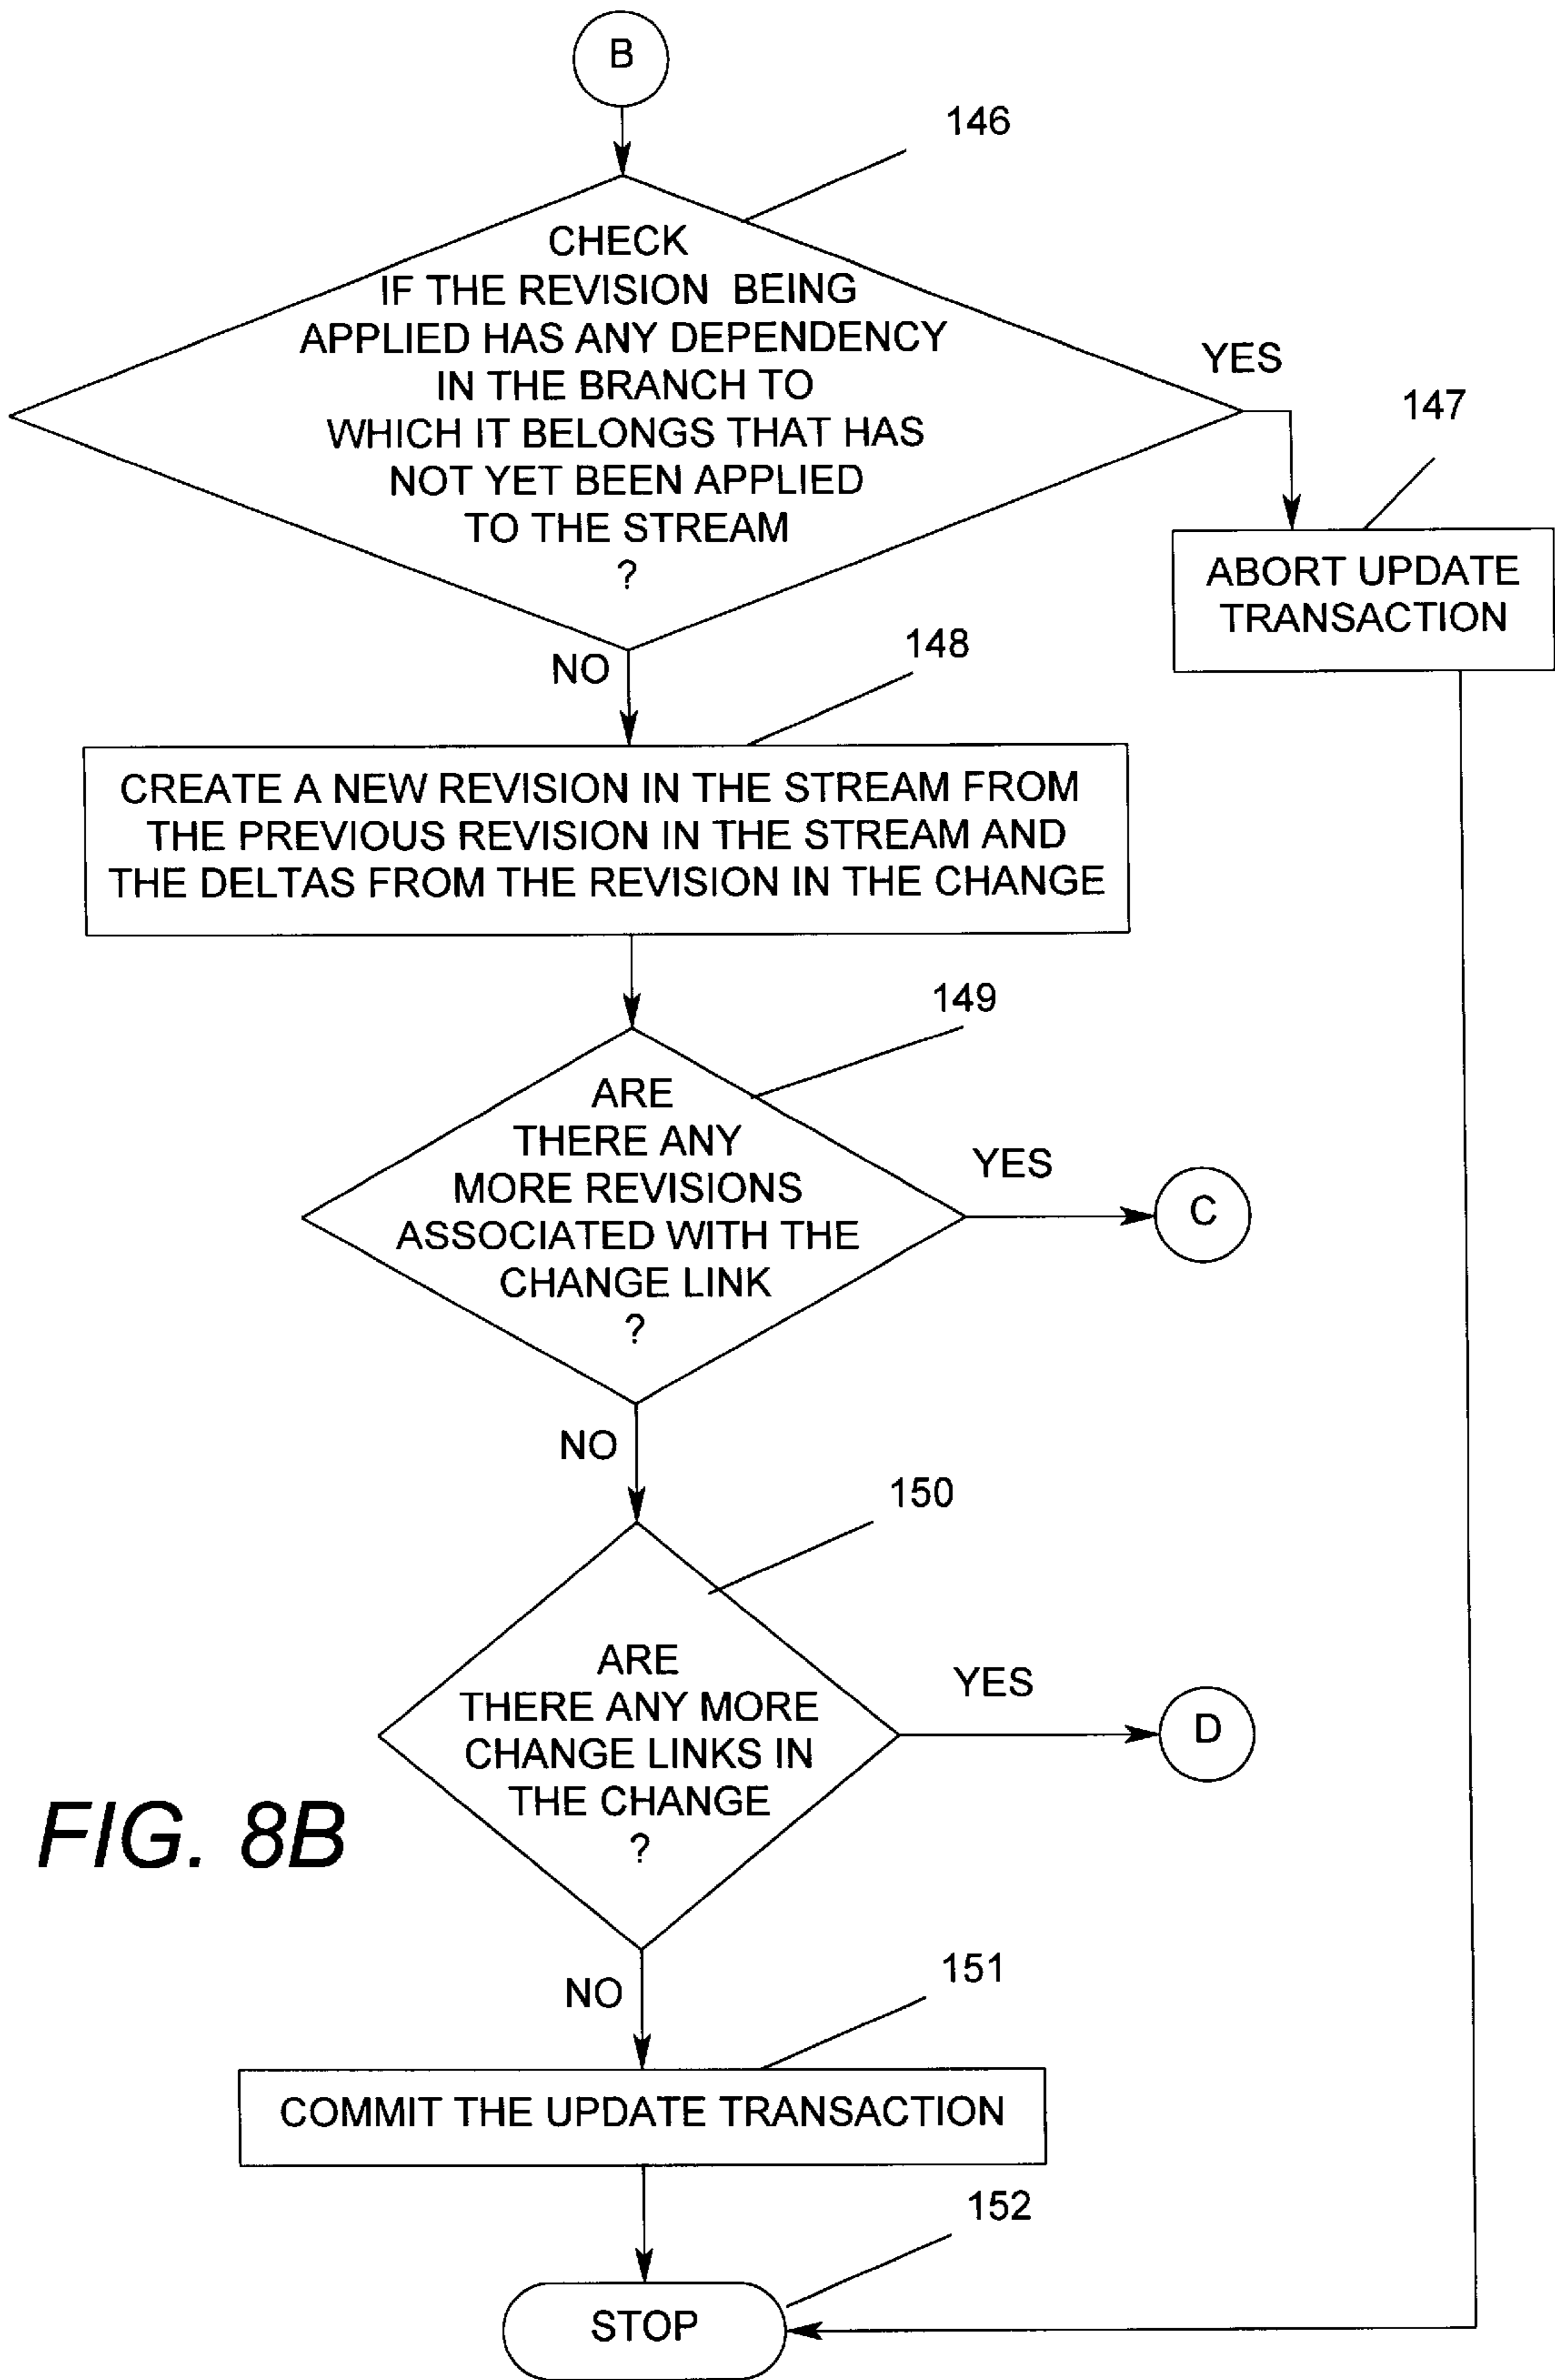 B
146
CHECK
IF THE REVISION BEING
APPLIED HAS ANY DEPENDENCY
IN THE BRANCH TO
WHICH IT BELONGS THAT HAS
NOT YET BEEN APPLIED
TO THE STREAM
?
YES
147
ABORT UPDATE
TRANSACTION
NO
148
CREATE A NEW REVISION IN THE STREAM FROM
THE PREVIOUS REVISION IN THE STREAM AND
THE DELTAS FROM THE REVISION IN THE CHANGE
149
ARE
THERE ANY
MORE REVISIONS
ASSOCIATED WITH THE
CHANGE LINK
?
YES
C
NO
150
ARE
THERE ANY MORE
CHANGE LINKS IN
THE CHANGE
?
YES
D
FIG. 8B
NO
151
COMMIT THE UPDATE TRANSACTION
152
STOP